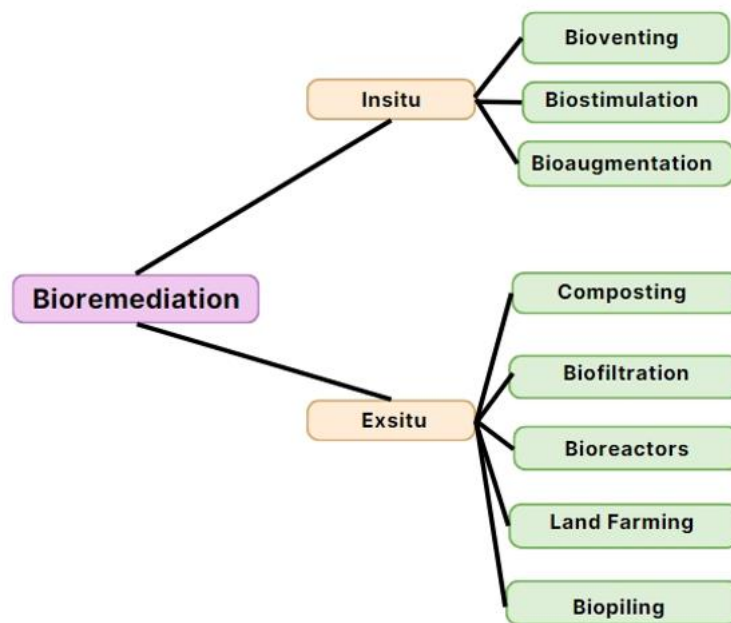 Bioremediation
Insitu
Bioventing
Biostimulation
Bioaugmentation
Exsitu
Composting
Biofiltration
Bioreactors
Land Farming
Biopiling